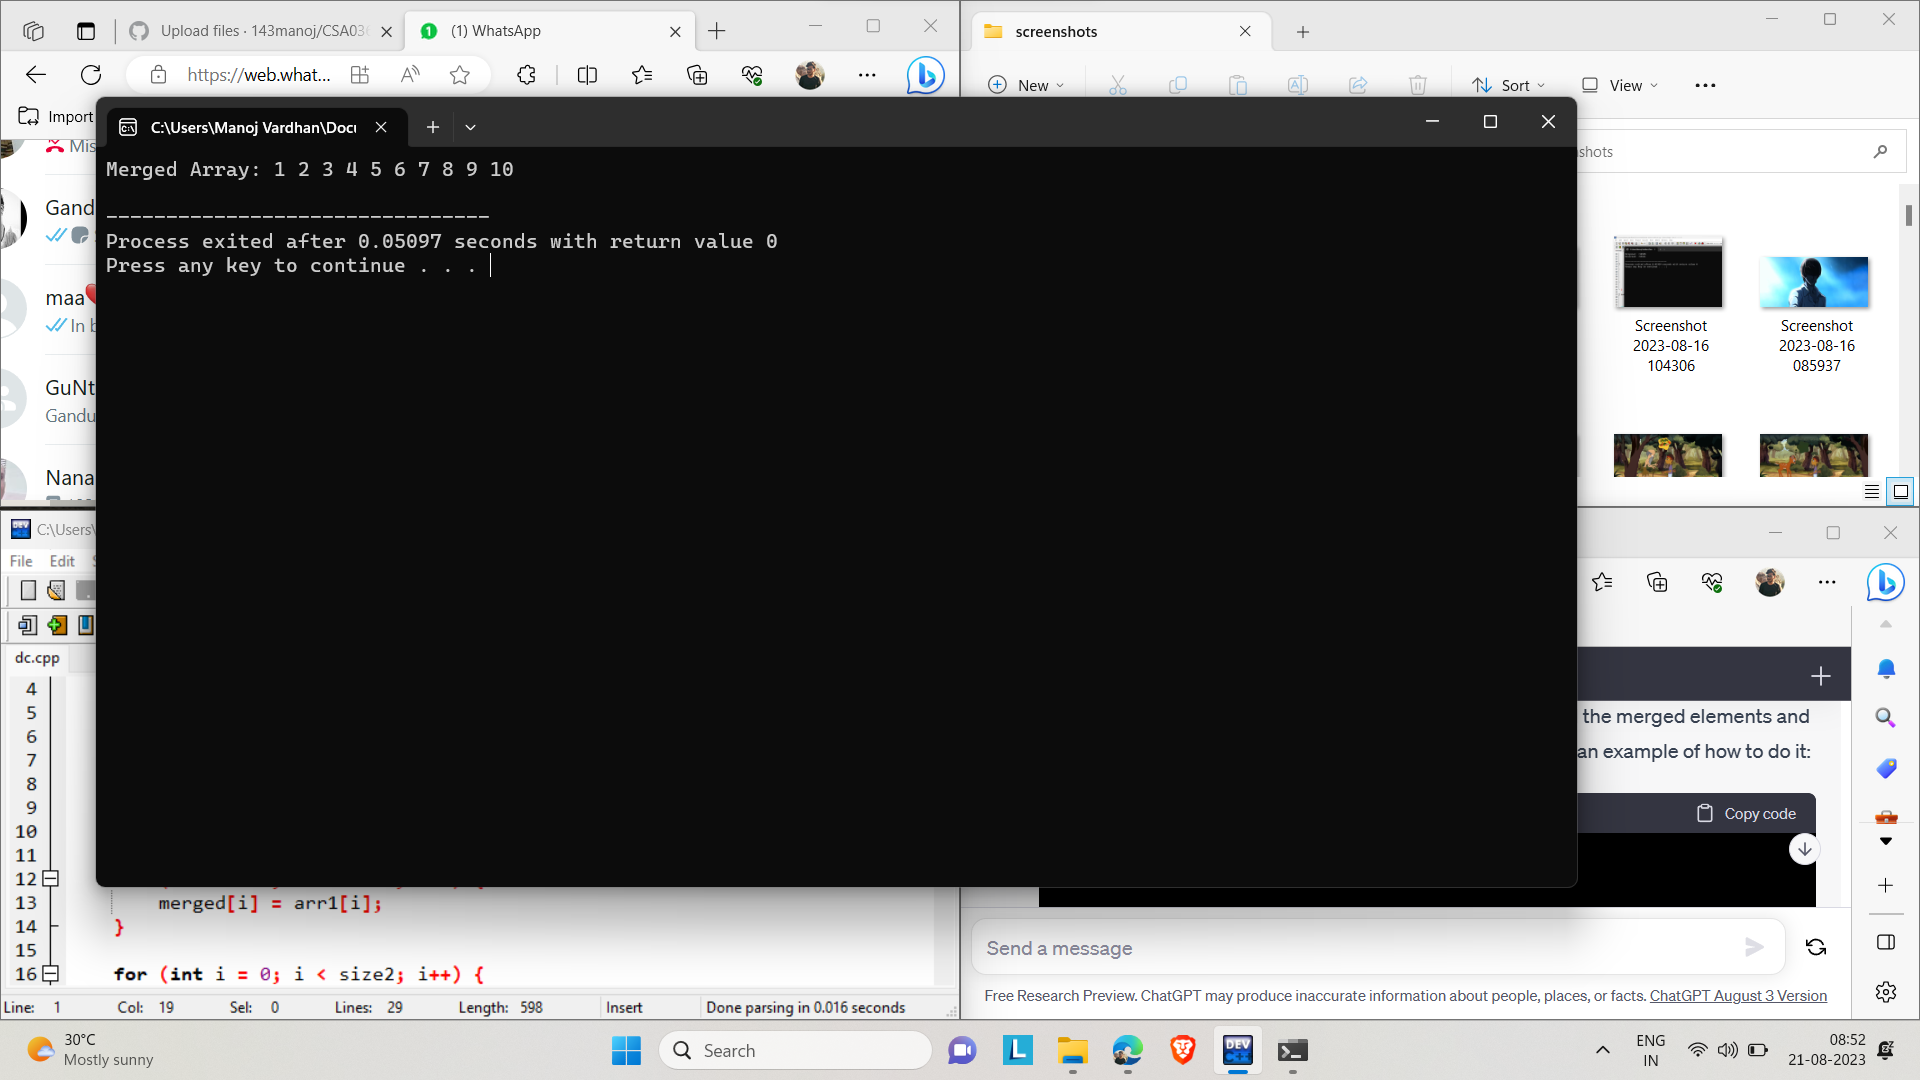 Upload files · 143manoj/CSA036
(1) WhatsApp
https://web.what...
Import
screenshots
New
Sort
View
shots
C:\Users\Manoj Vardhan\Docu
Merged Array: 1 2 3 4 5 6 7 8 9 10
--------------------------------
Process exited after 0.05097 seconds with return value 0
Press any key to continue . . .
Mis
Gand
maa❤
In b
GuNt
Gandu
Nana
Screenshot
2023-08-16
104306
Screenshot
2023-08-16
085937
C:\Users\
File Edit
dc.cpp
4
5
6
7
8
9
10
11
12
13 merged[i] = arr1[i];
14 }
15
16 for (int i = 0; i < size2; i++) {
Line: 1 Col: 19 Sel: 0 Lines: 29 Length: 598 Insert Done parsing in 0.016 seconds
the merged elements and
an example of how to do it:
Copy code
Send a message
Free Research Preview. ChatGPT may produce inaccurate information about people, places, or facts. ChatGPT August 3 Version
30°C
Mostly sunny
Search
DEV
C++
ENG
IN
08:52
21-08-2023